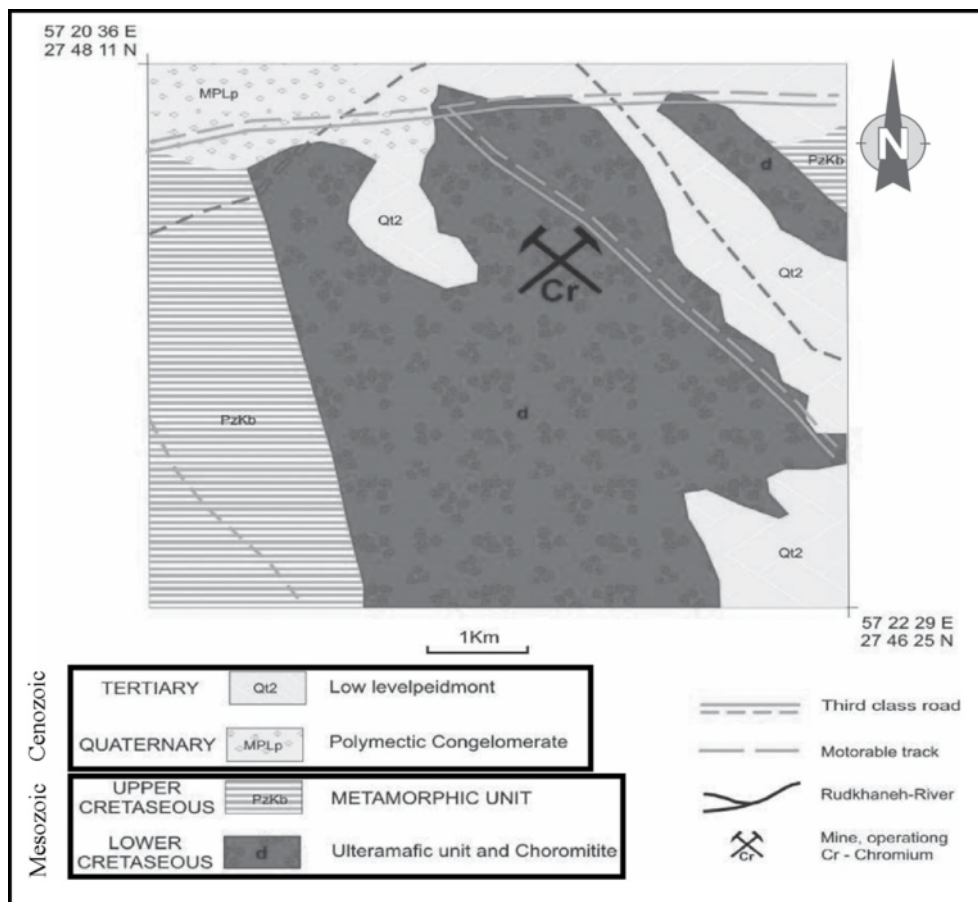 57 20 36 E
27 48 11 N
MPLp
N
PzKb
d
Qt2
Qt2
Cr
PzKb
d
Qt2
57 22 29 E
27 46 25 N
1Km
Cenozoic
TERTIARY Qt2 Low levelpeidmont
QUATERNARY MPLp Polymectic Congelomerate
Mesozoic
UPPER
CRETASEOUS PzKb METAMORPHIC UNIT
LOWER
CRETASEOUS d Ulteramafic unit and Choromitite
Third class road
Motorable track
Rudkhaneh-River
Cr
Mine, operationg
Cr - Chromium